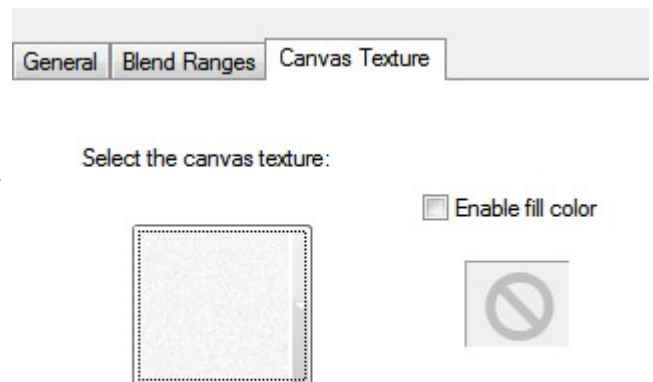 General Blend Ranges Canvas Texture
Select the canvas texture:
Enable fill color